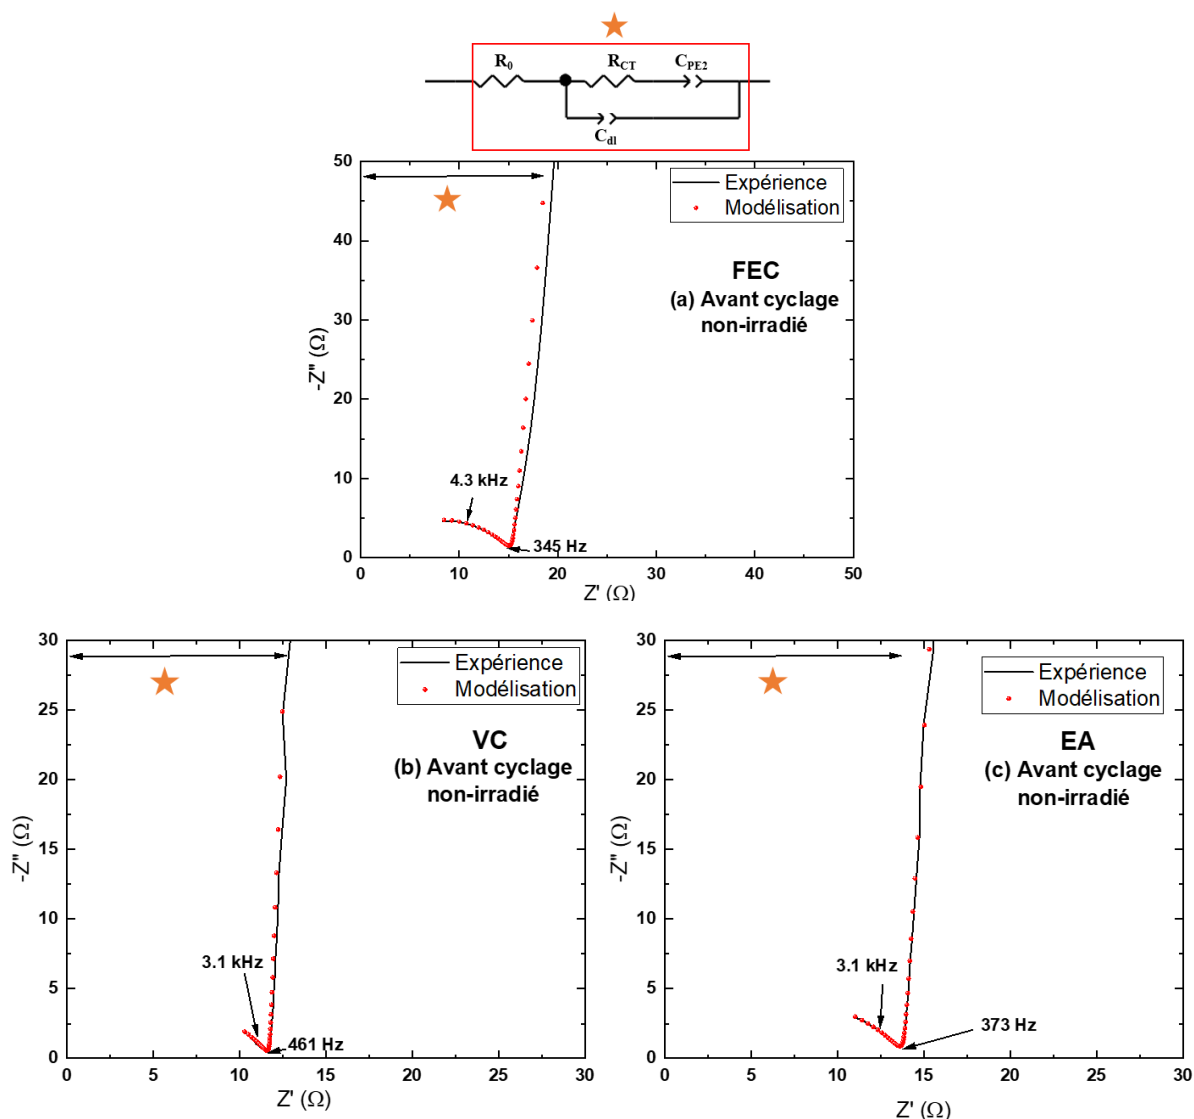 R0 RCT CPE2
Cdl
50
40
30
20
10
0
-Z" (Ω)
Expérience
Modélisation
FEC
(a) Avant cyclage
non-irradié
4.3 kHz
345 Hz
0 10 20 30 40 50
Z' (Ω)
30
25
20
15
10
5
0
-Z" (Ω)
Expérience
Modélisation
VC
(b) Avant cyclage
non-irradié
3.1 kHz
461 Hz
0 5 10 15 20 25 30
Z' (Ω)
30
25
20
15
10
5
0
-Z" (Ω)
Expérience
Modélisation
EA
(c) Avant cyclage
non-irradié
3.1 kHz
373 Hz
0 5 10 15 20 25 30
Z' (Ω)